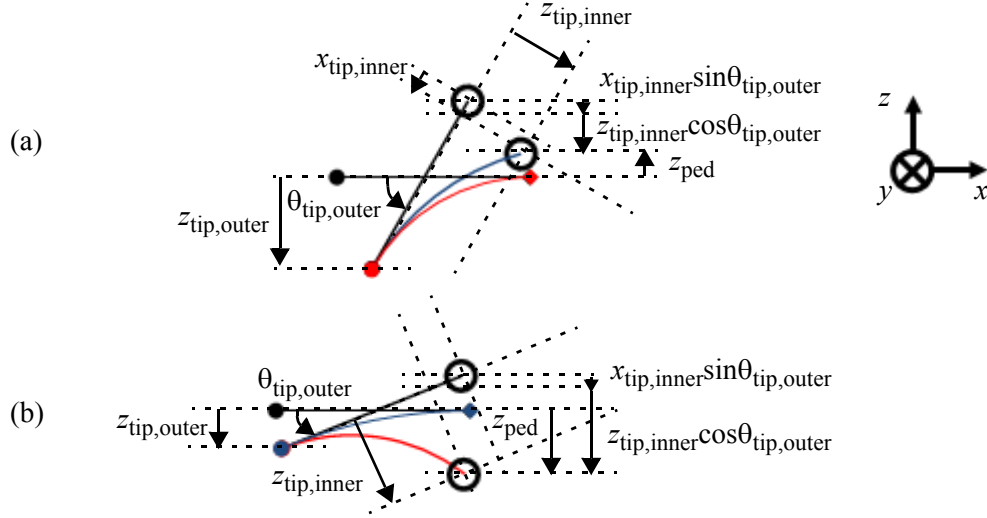 z_tip,inner
x_tip,inner
x_tip,inner sinθ_tip,outer
z_tip,inner cosθ_tip,outer
(a)
z_ped
θ_tip,outer
z_tip,outer
z
y
x
x_tip,inner sinθ_tip,outer
θ_tip,outer
(b)
z_tip,outer
z_ped
z_tip,inner cosθ_tip,outer
z_tip,inner